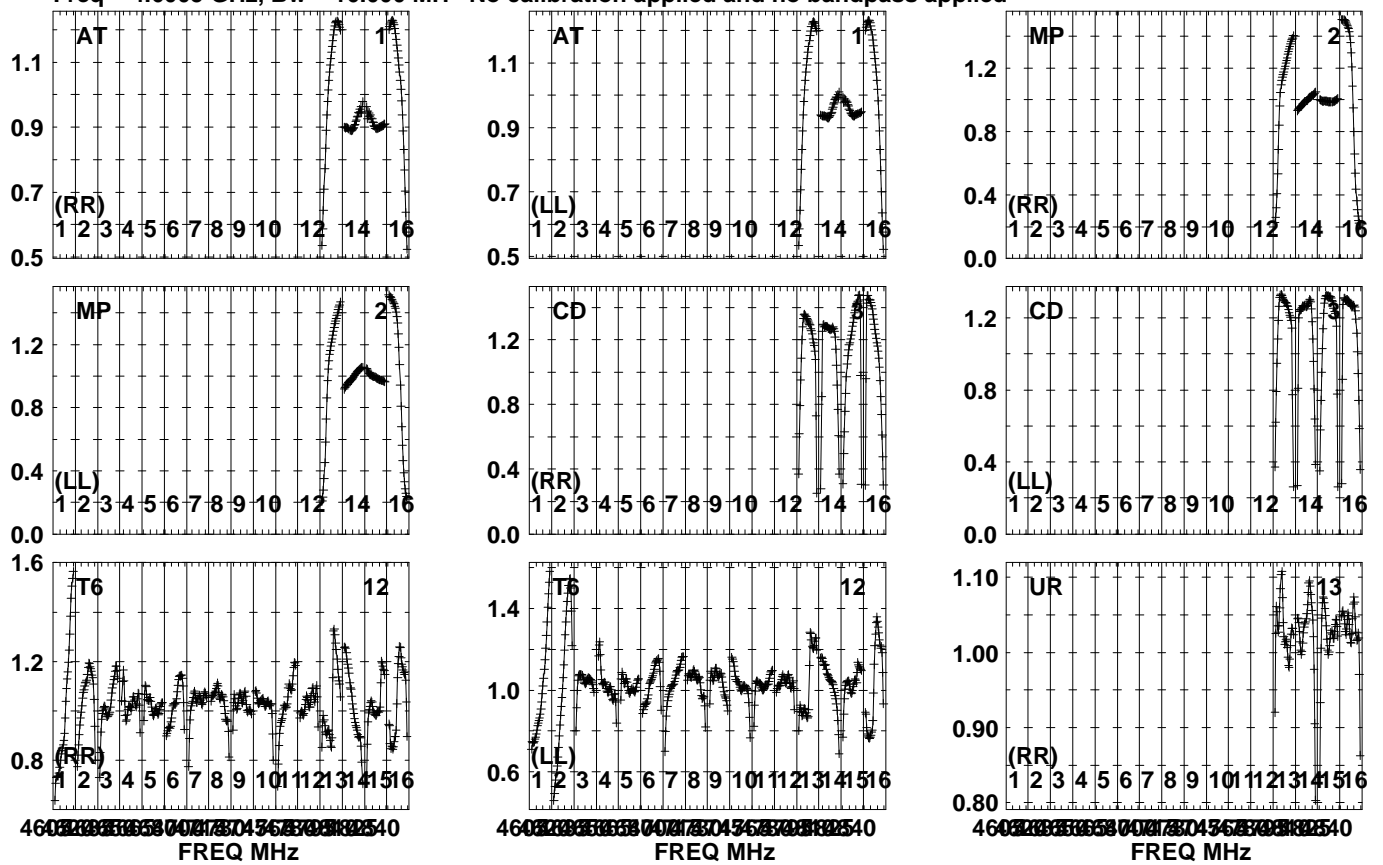 No calibration applied and no bandpass applied
AT 1
1.1
0.9
0.7
0.5
(RR)
1 2 3 4 5 6 7 8 9 10 12 14 16
AT 1
1.1
0.9
0.7
0.5
(LL)
1 2 3 4 5 6 7 8 9 10 12 14 16
MP 2
1.2
0.8
0.4
0.0
(RR)
1 2 3 4 5 6 7 8 9 10 12 14 16
MP 2
1.2
0.8
0.4
0.0
(LL)
1 2 3 4 5 6 7 8 9 10 12 14 16
CD 3
1.2
0.8
0.4
0.0
(RR)
1 2 3 4 5 6 7 8 9 10 12 14 16
CD 3
1.2
0.8
0.4
0.0
(LL)
1 2 3 4 5 6 7 8 9 10 12 14 16
T6 12
1.6
1.2
0.8
(RR)
1 2 3 4 5 6 7 8 9 10 11 12 13 14 15 16
FREQ MHz
T6 12
1.4
1.0
0.6
(LL)
1 2 3 4 5 6 7 8 9 10 11 12 13 14 15 16
FREQ MHz
UR 13
1.10
1.00
0.90
0.80
(RR)
1 2 3 4 5 6 7 8 9 10 11 12 13 14 15 16
FREQ MHz